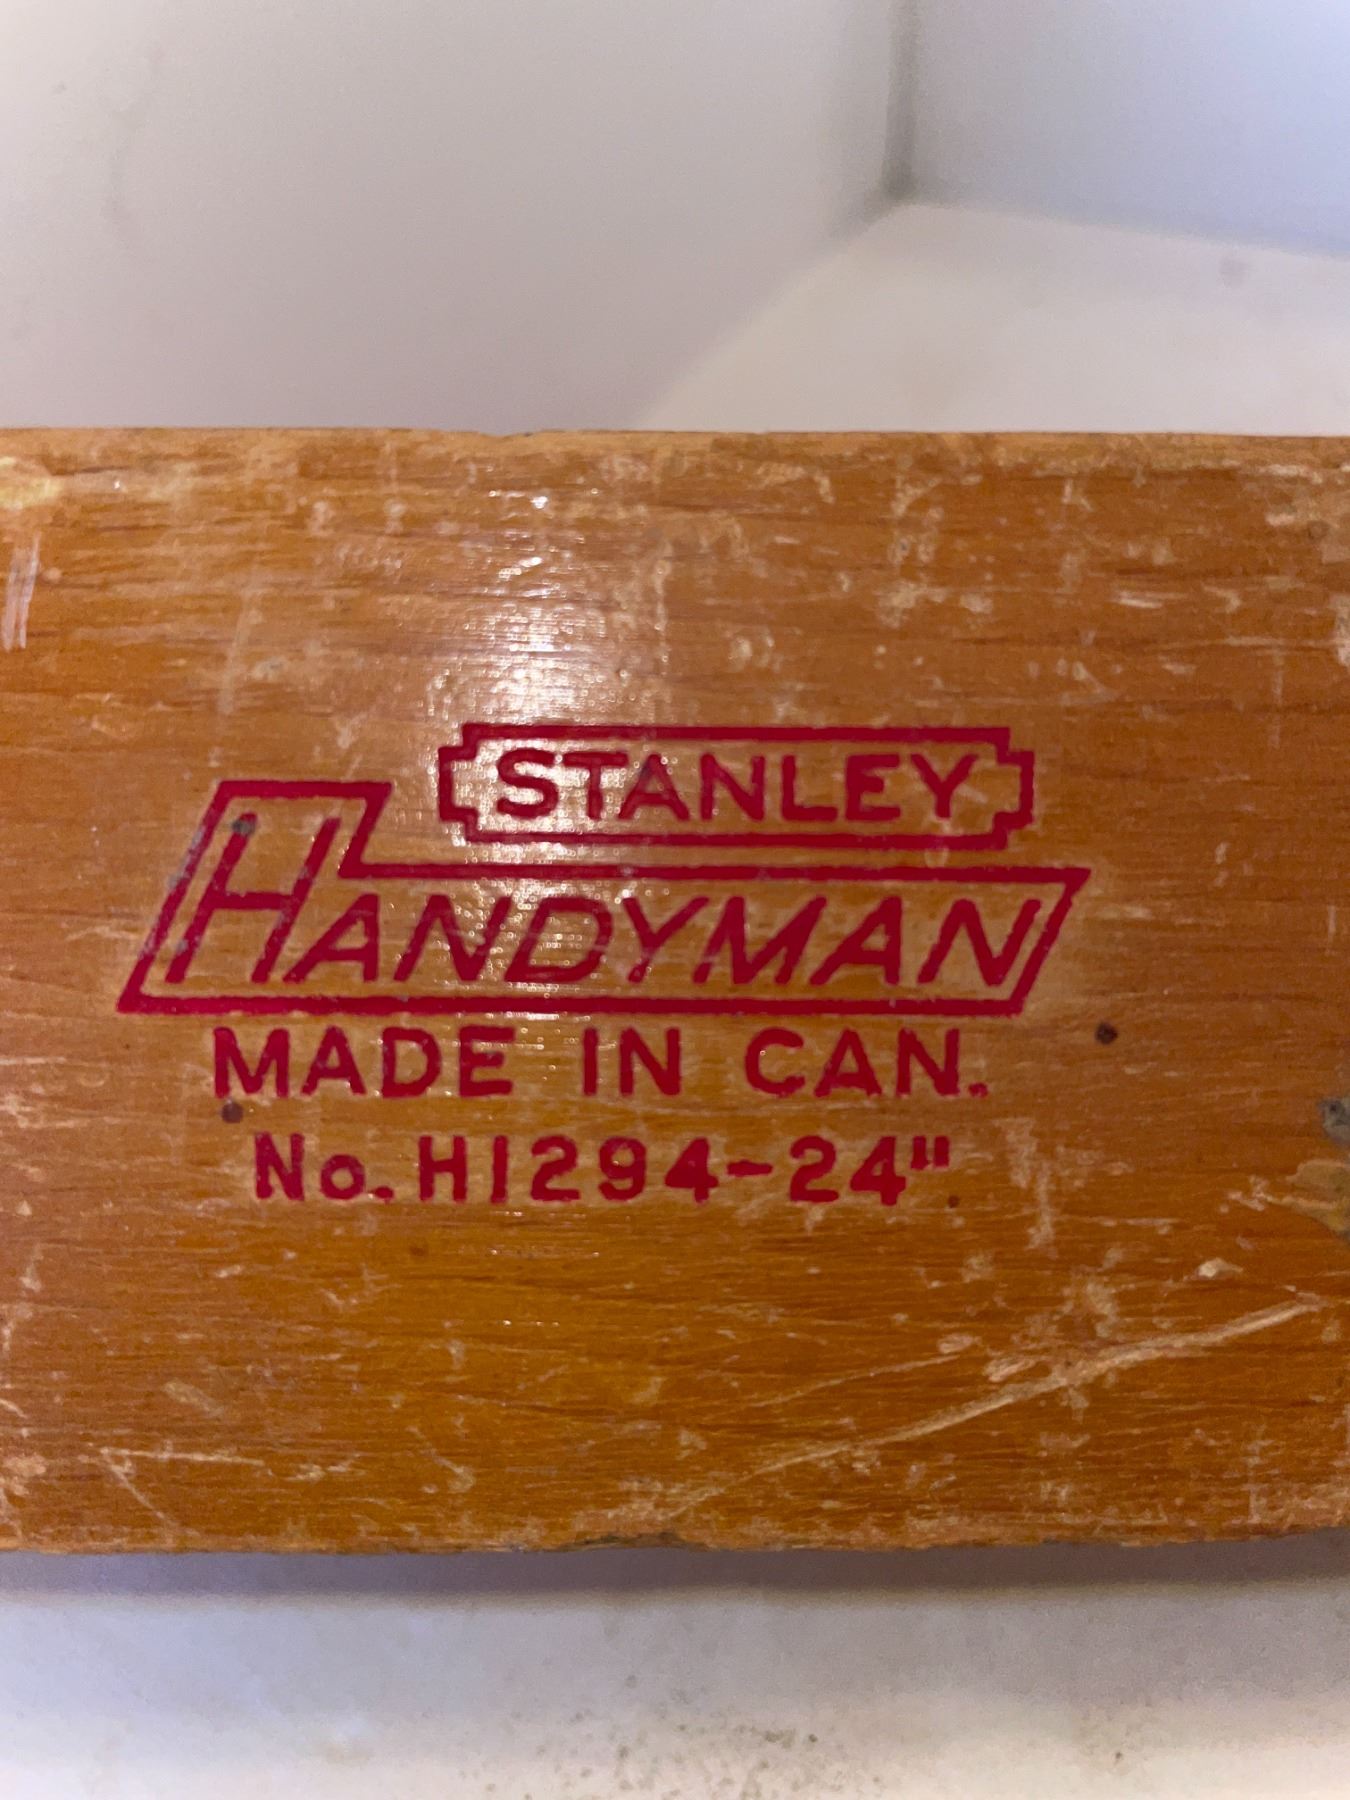 STANLEY
HANDYMAN
MADE IN CAN.
No. H1294-24"